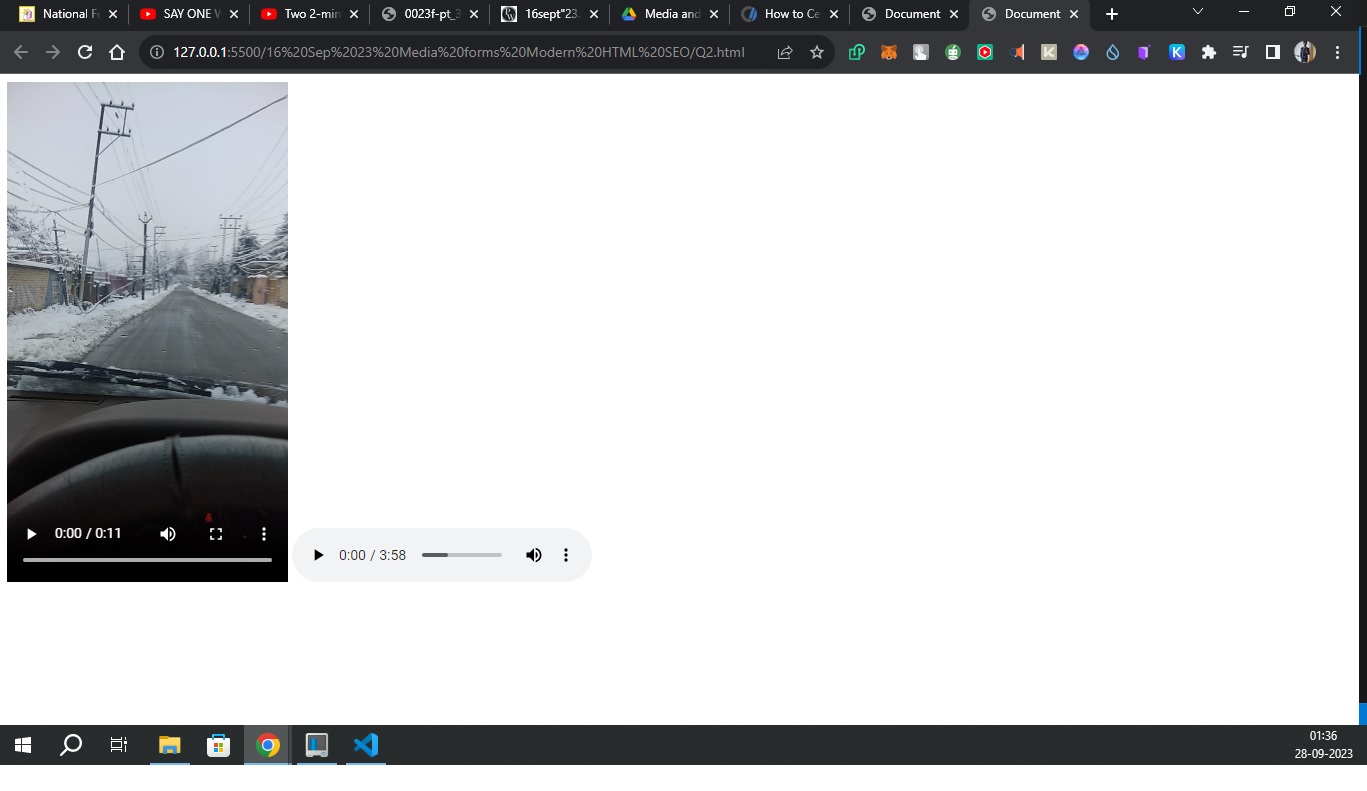 National Fo
SAY ONE W
Two 2-min
0023f-pt_3
16sept"23.
Media and
How to Ce
Document
Document
127.0.0.1:5500/16%20Sep%2023%20Media%20forms%20Modern%20HTML%20SEO/Q2.html
0:00 / 0:11
0:00 / 3:58
01:36
28-09-2023